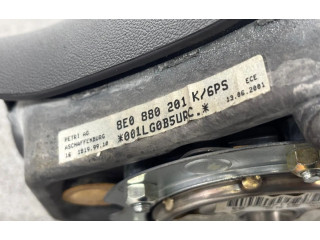 8E0 880 201 K/6PS
ECE
13.06.2001
PETRI AG
ASCHAFFENBURG
*001LG0B5URC.*